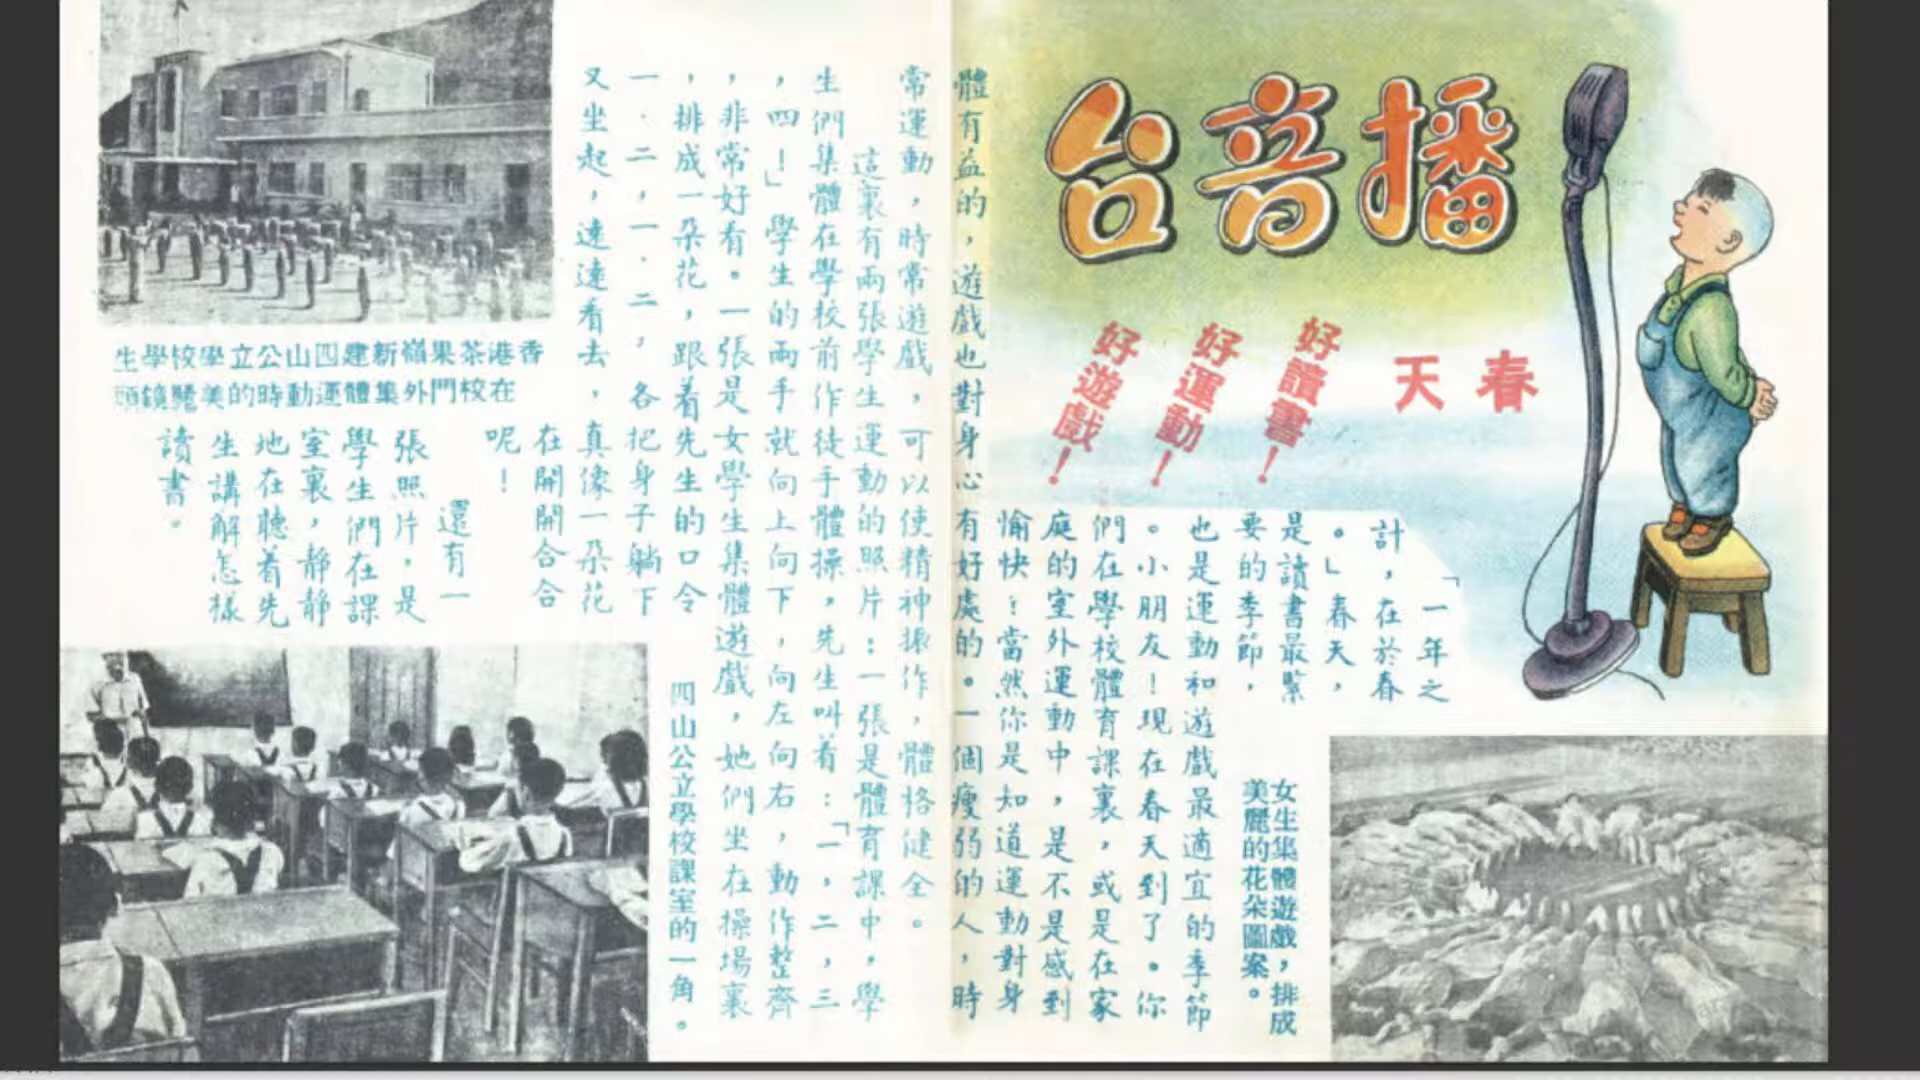 播音台
春天
好讀書!
好運動!
好遊戲!
「一年之
計,在於春
。」春天,
是讀書最緊
要的季節,
也是運動和遊戲最適宜的季節
。小朋友!現在春天到了。你
們在學校體育課裏,或是在家
庭的室外運動中,是不是感到
愉快!當然你是知道運動對身
體有益的,遊戲也對身心有好處的。一個瘦弱的人,時
常運動,時常遊戲,可以使精神振作,體格健全。
這裏有兩張學生運動的照片:一張是體育課中,學
生們集體在學校前作徒手體操,先生叫着:「一,二,三
,四!」學生的兩手就向上向下,向左向右,動作整齊
,非常好看。一張是女學生集體遊戲,她們坐在操場裏
,排成一朵花,跟着先生的口令
一.二,一.二,各把身子躺下
又坐起,遠遠看去,真像一朵花
在開開合合
呢!
還有一
張照片,是
學生們在課
室裏,靜靜
地在聽着先
生講解怎樣
讀書。
女生集體遊戲,排成
美麗的花朵圖案。
香港茶果嶺新建四山公立學校學生
在校門外集體運動時的美麗鏡頭
四山公立學校課室的一角。